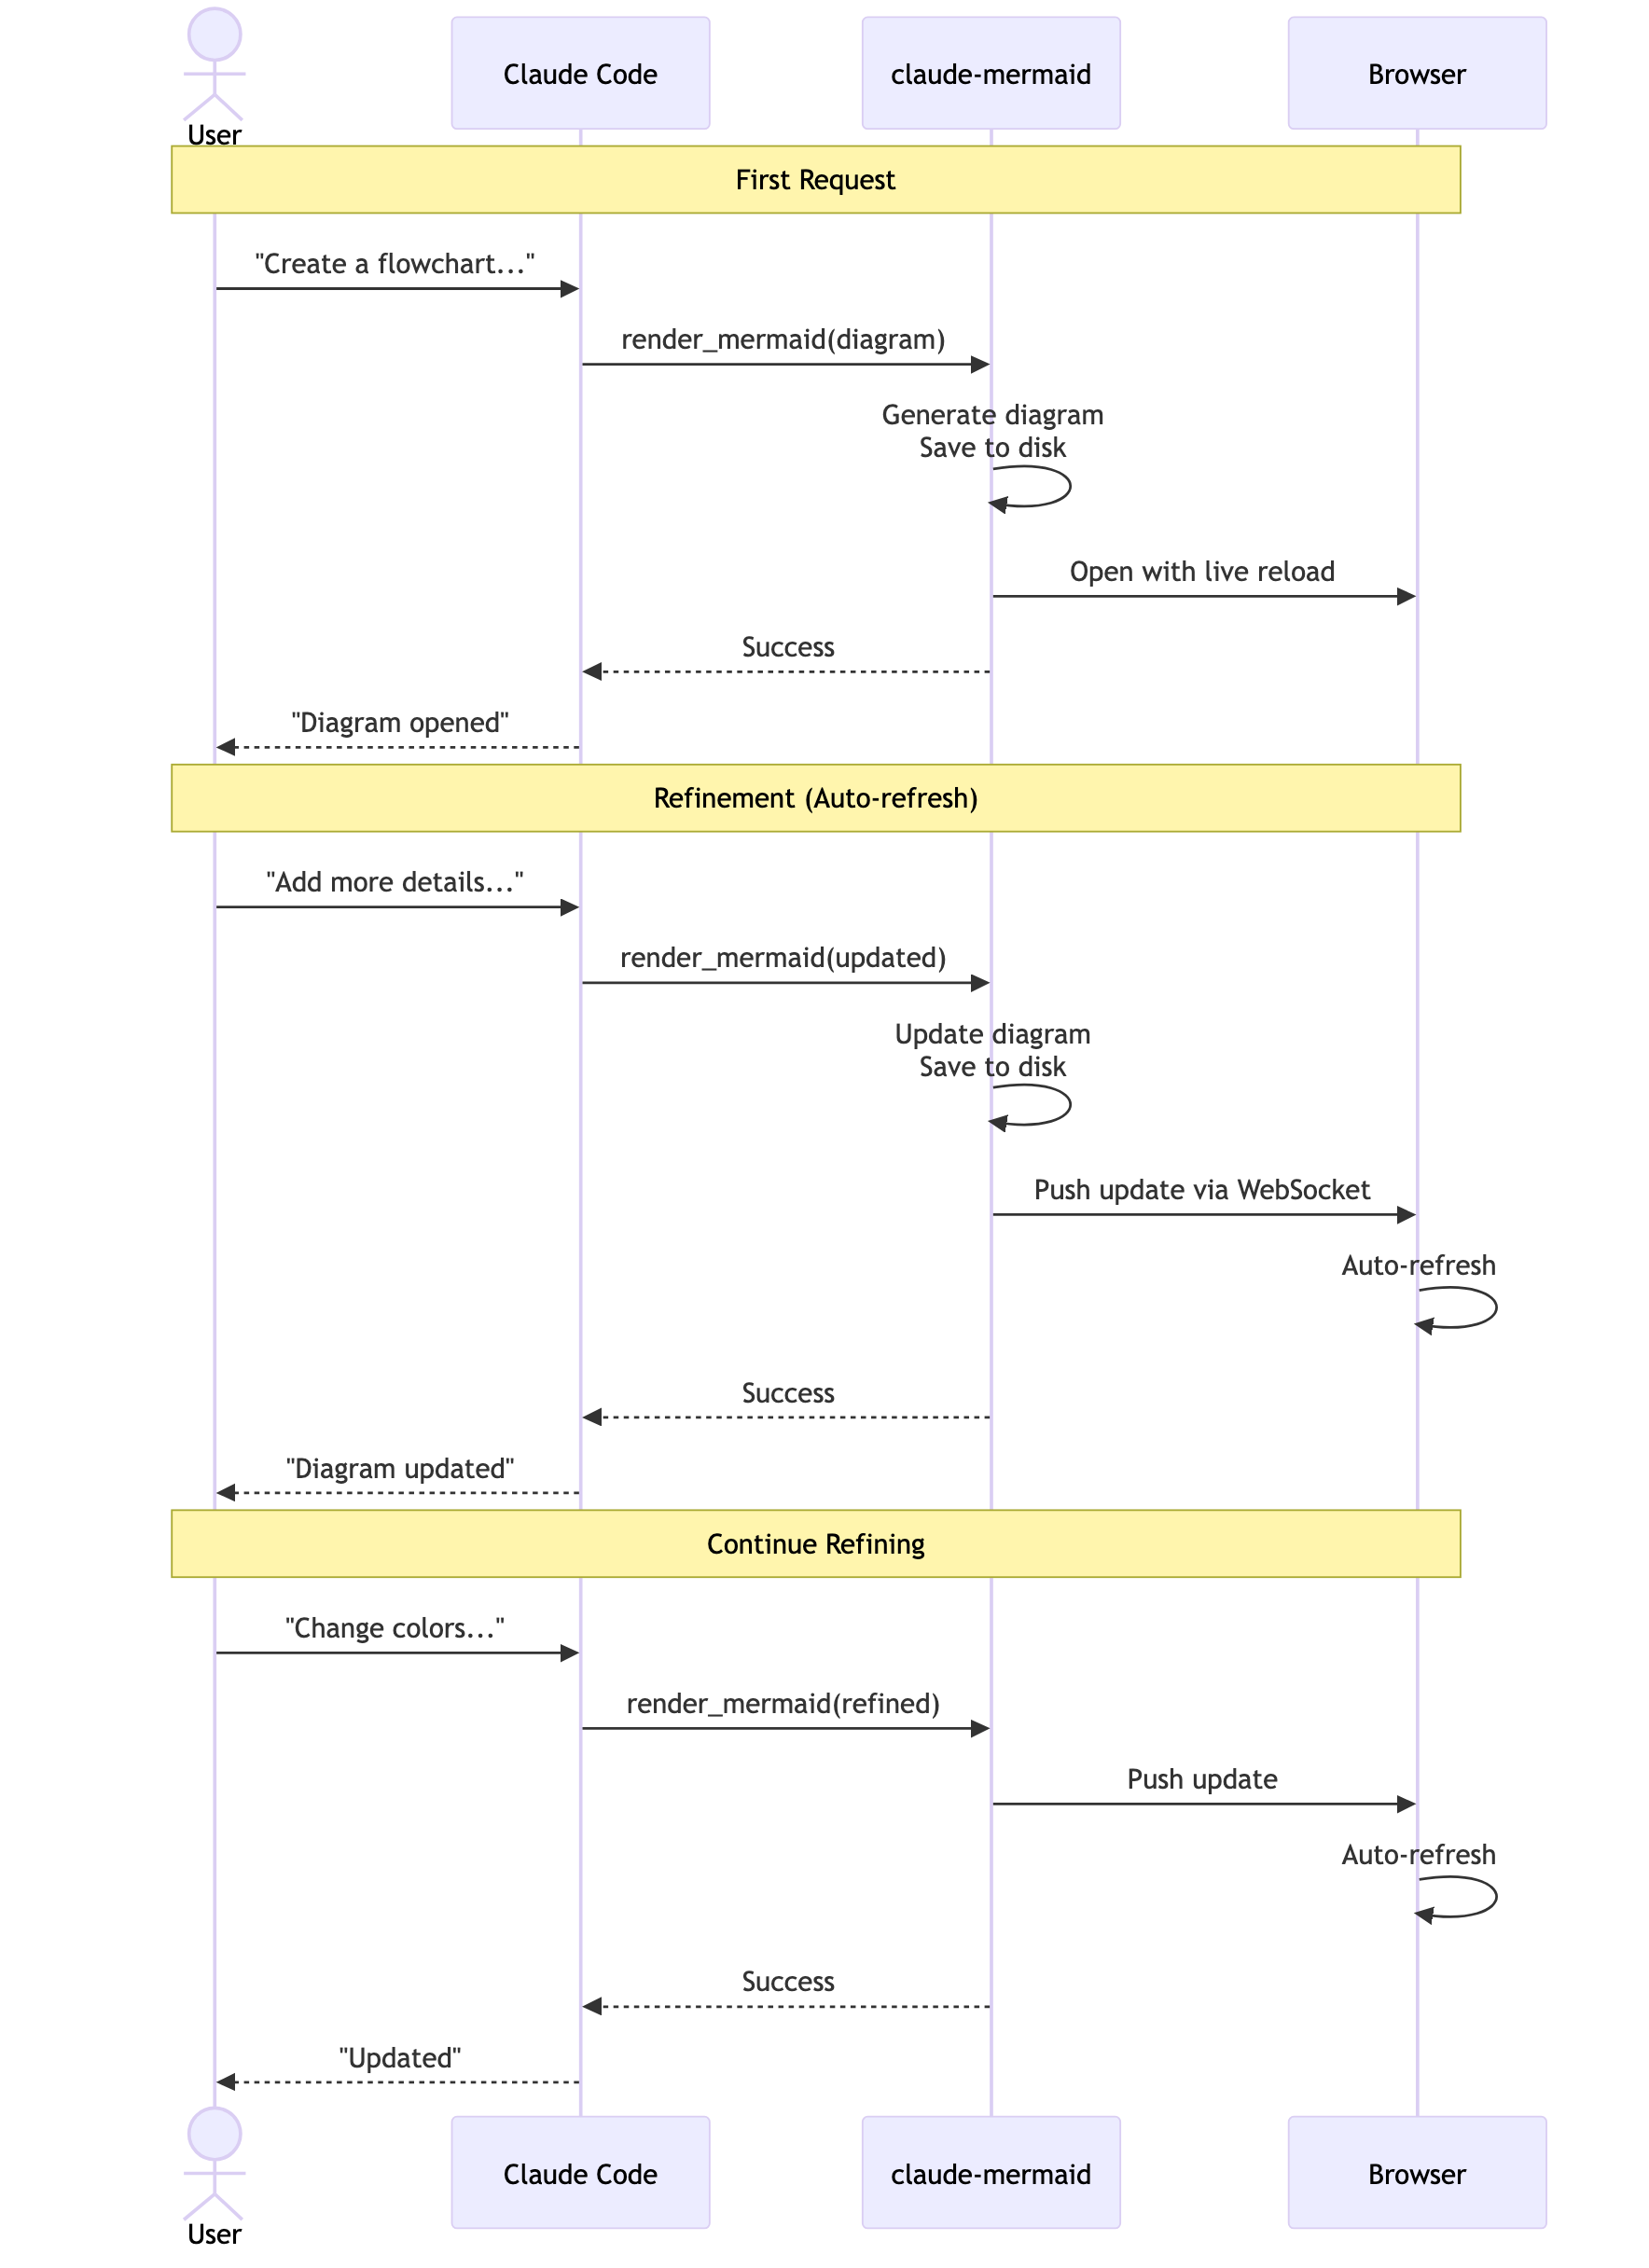 Claude Code
claude-mermaid
Browser
User
First Request
"Create a flowchart..."
render_mermaid(diagram)
Generate diagram
Save to disk
Open with live reload
Success
"Diagram opened"
Refinement (Auto-refresh)
"Add more details..."
render_mermaid(updated)
Update diagram
Save to disk
Push update via WebSocket
Auto-refresh
Success
"Diagram updated"
Continue Refining
"Change colors..."
render_mermaid(refined)
Push update
Auto-refresh
Success
"Updated"
Claude Code
claude-mermaid
Browser
User